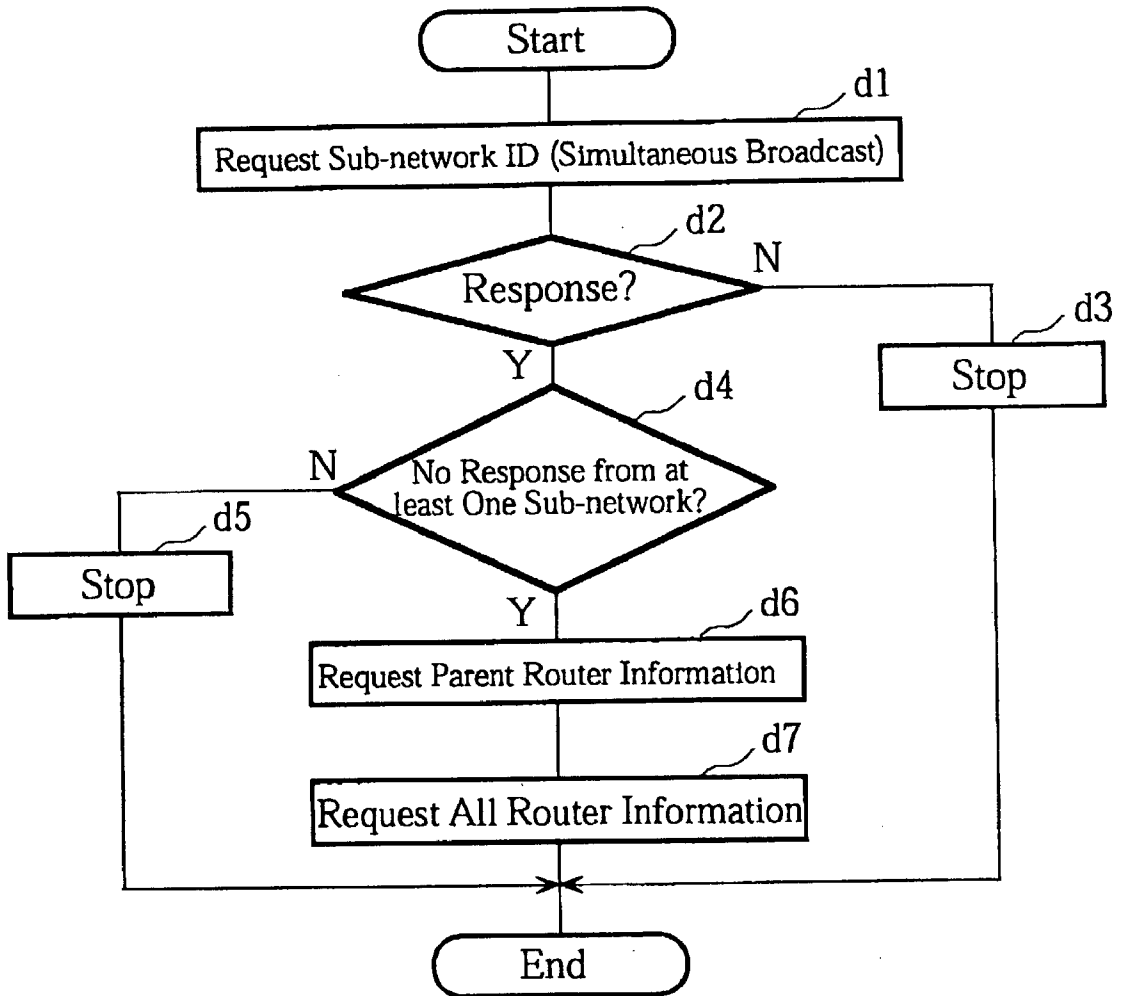 Start
d1
Request Sub-network ID (Simultaneous Broadcast)
d2
N
Response?
d3
Y
Stop
d4
N
No Response from at
least One Sub-network?
d5
Stop
Y
d6
Request Parent Router Information
d7
Request All Router Information
End